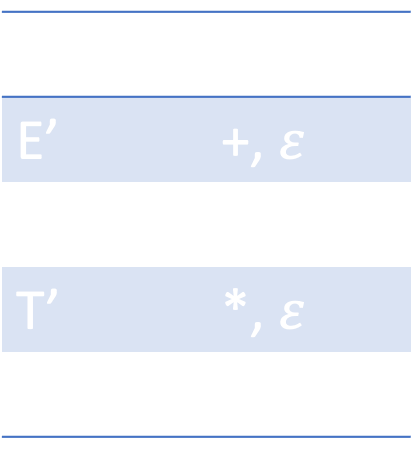 E’ +, ε
T’ *, ε